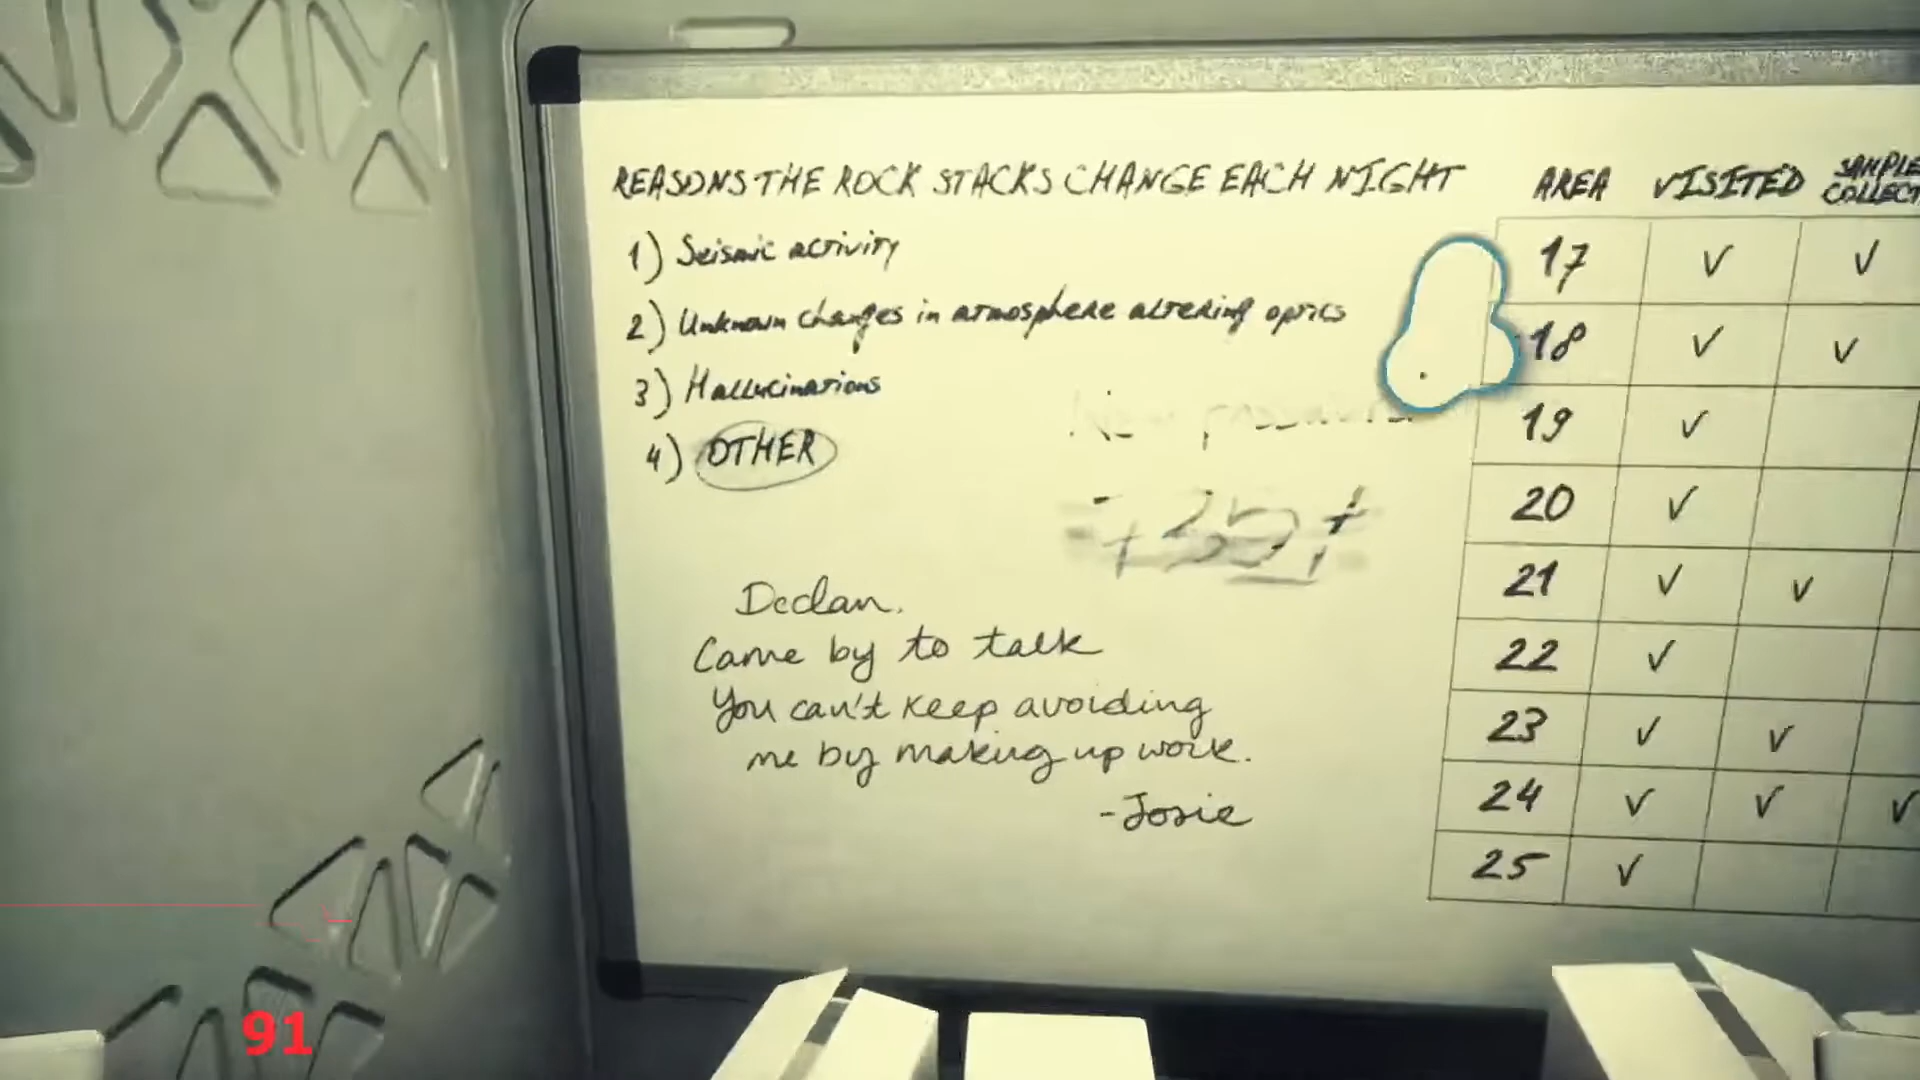 REASONS THE ROCK STACKS CHANGE EACH NIGHT
1) Seismic activity
2) Unknown changes in atmosphere altering optics
3) Hallucinations
4) OTHER
Declan.
Came by to talk
You can't keep avoiding
me by making up work.
-Josie
AREA VISITED
17 ✓ ✓
18 ✓ ✓
19 ✓
20 ✓
21 ✓ ✓
22 ✓
23 ✓ ✓
24 ✓ ✓ ✓
25 ✓
91